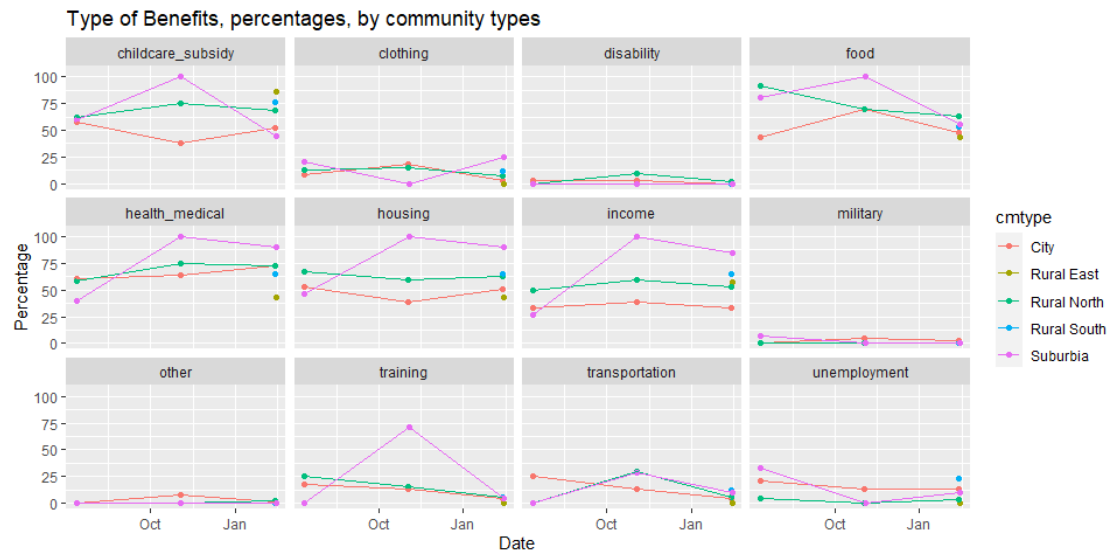 Type of Benefits, percentages, by community types
childcare_subsidy clothing disability food
100
75
50
25
0
health_medical housing income military
100
75
50
25
0
other training transportation unemployment
100
75
50
25
0
Oct Jan Oct Jan Oct Jan Oct Jan
Date
Percentage
cmtype
City
Rural East
Rural North
Rural South
Suburbia